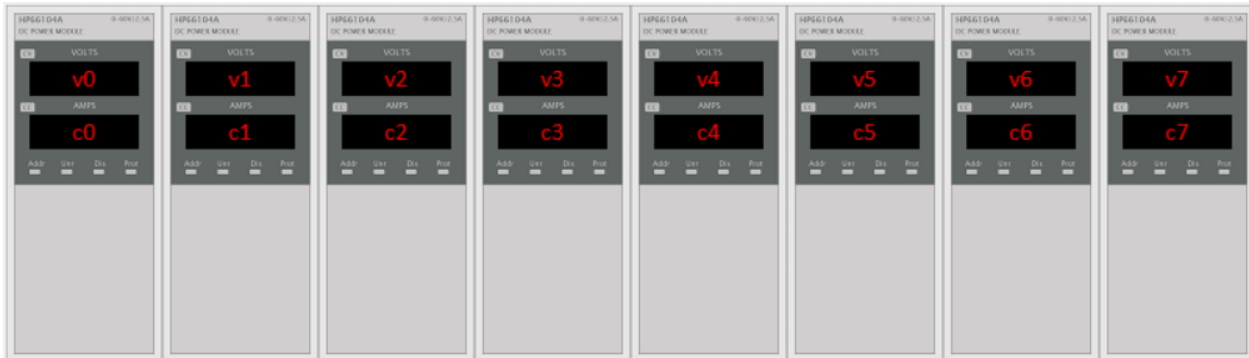 HP66104A 0-60V/2.5A HP66104A 0-60V/2.5A HP66104A 0-60V/2.5A HP66104A 0-60V/2.5A HP66104A 0-60V/2.5A HP66104A 0-60V/2.5A HP66104A 0-60V/2.5A HP66104A 0-60V/2.5A
DC POWER MODULE DC POWER MODULE DC POWER MODULE DC POWER MODULE DC POWER MODULE DC POWER MODULE DC POWER MODULE DC POWER MODULE
CV VOLTS CV VOLTS CV VOLTS CV VOLTS CV VOLTS CV VOLTS CV VOLTS CV VOLTS
v0 v1 v2 v3 v4 v5 v6 v7
CC AMPS CC AMPS CC AMPS CC AMPS CC AMPS CC AMPS CC AMPS CC AMPS
c0 c1 c2 c3 c4 c5 c6 c7
Addr Unr Dis Prot Addr Unr Dis Prot Addr Unr Dis Prot Addr Unr Dis Prot Addr Unr Dis Prot Addr Unr Dis Prot Addr Unr Dis Prot Addr Unr Dis Prot